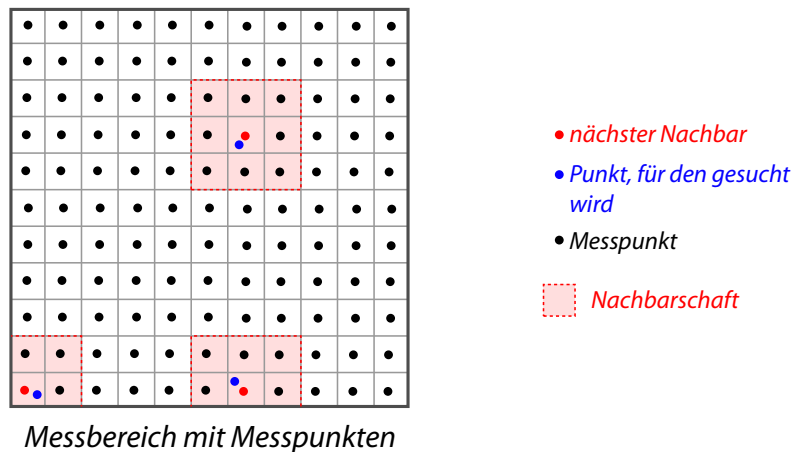 nächster Nachbar
Punkt, für den gesucht
wird
Messpunkt
Nachbarschaft
Messbereich mit Messpunkten